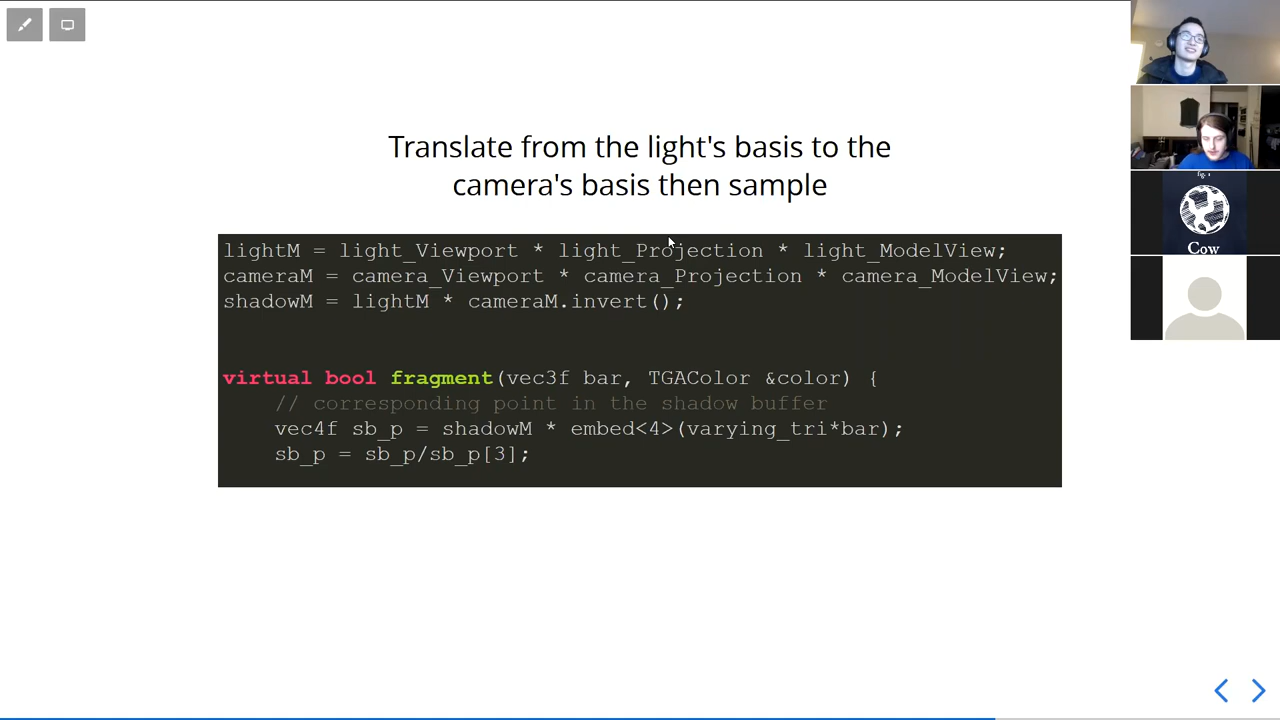 Translate from the light's basis to the
camera's basis then sample
lightM = light_Viewport * light_Projection * light_ModelView;
cameraM = camera_Viewport * camera_Projection * camera_ModelView;
shadowM = lightM * cameraM.invert();
virtual bool fragment(vec3f bar, TGAColor &color) {
// corresponding point in the shadow buffer
vec4f sb_p = shadowM * embed<4>(varying_tri*bar);
sb_p = sb_p/sb_p[3];
fig. 1
Cow